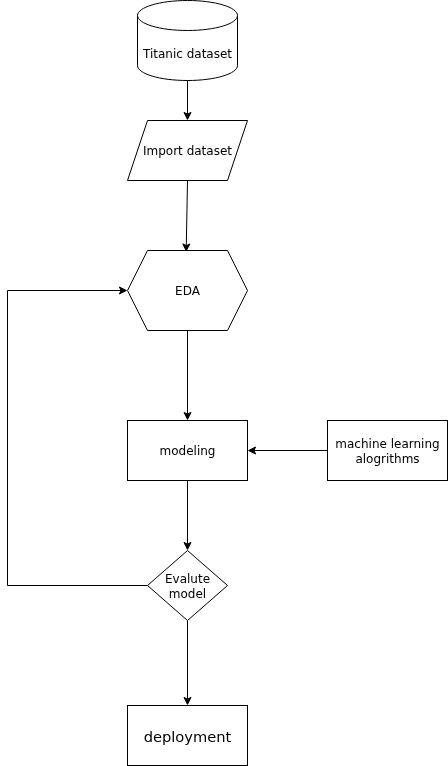 Titanic dataset
Import dataset
EDA
modeling
machine learning
alogrithms
Evalute
model
deployment